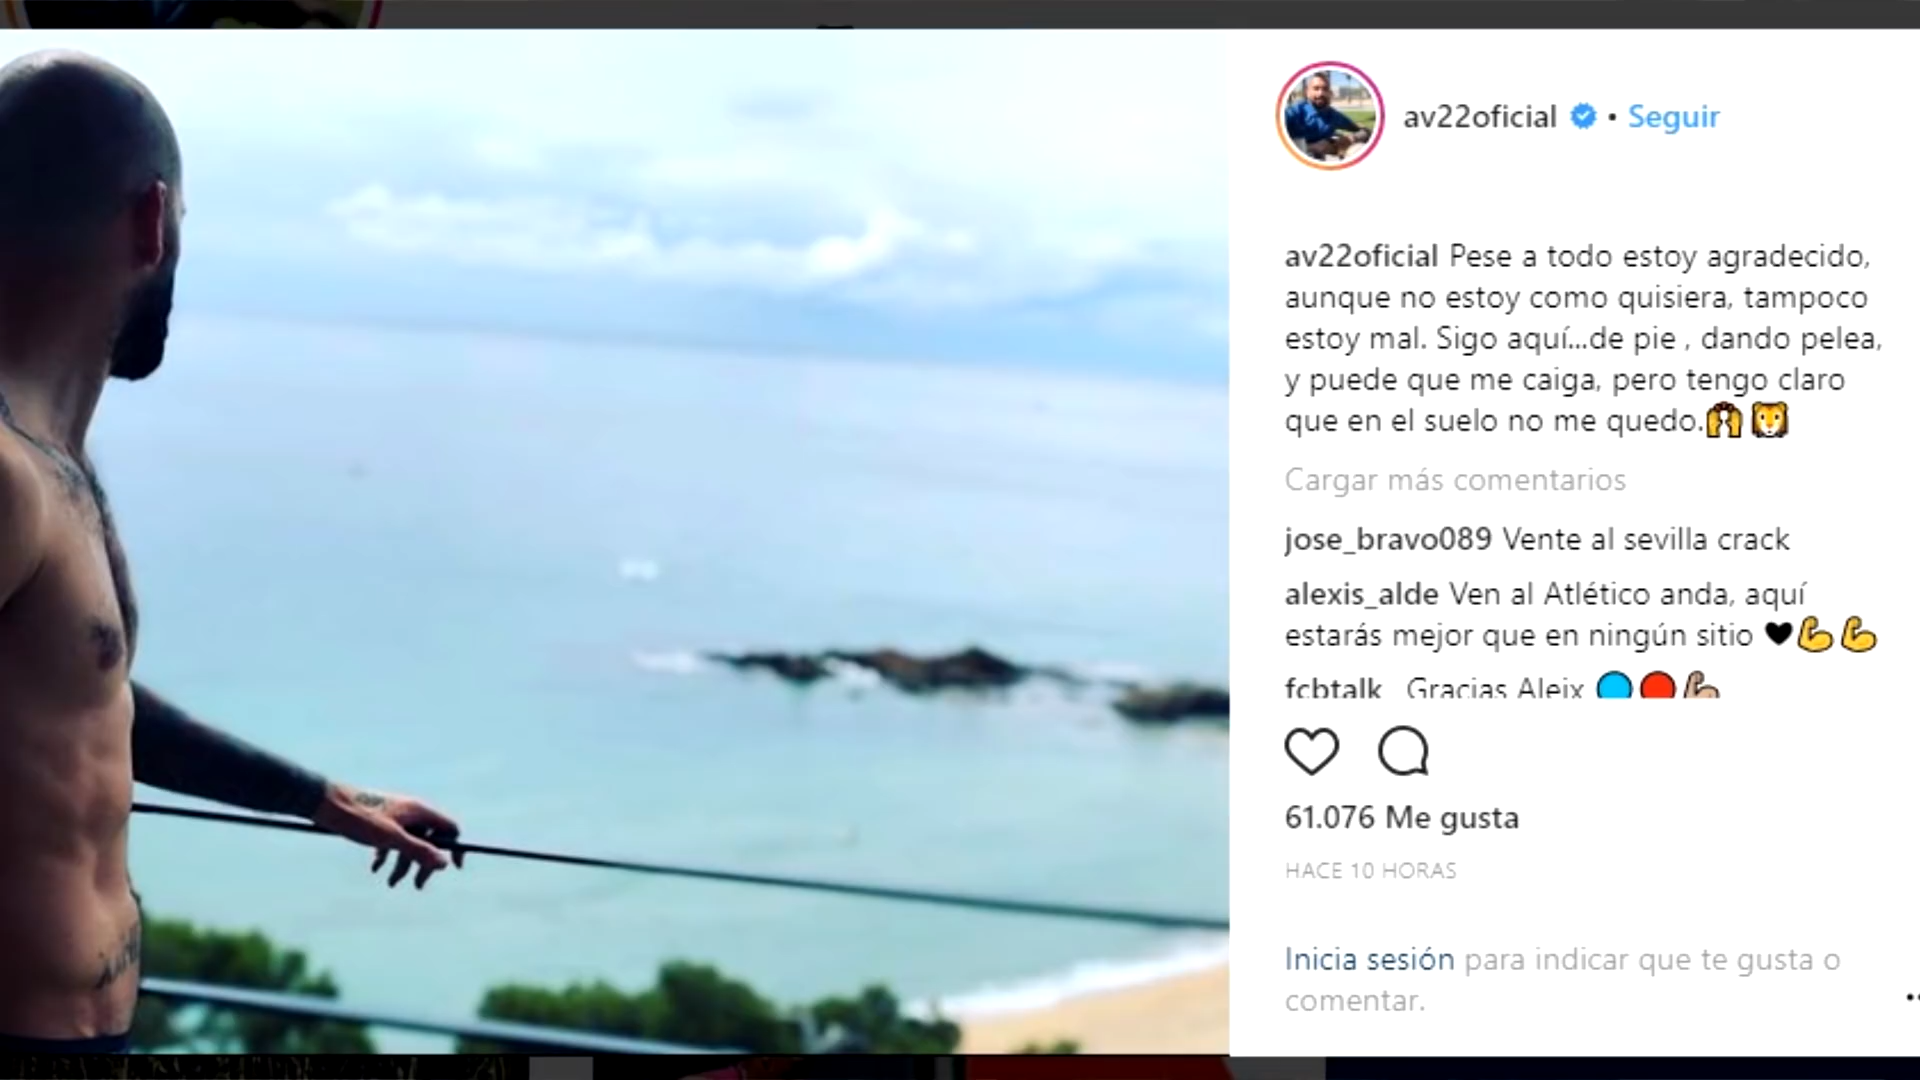 av22oficial • Seguir
av22oficial Pese a todo estoy agradecido,
aunque no estoy como quisiera, tampoco
estoy mal. Sigo aquí...de pie , dando pelea,
y puede que me caiga, pero tengo claro
que en el suelo no me quedo.🙌🐯
Cargar más comentarios
jose_bravo089 Vente al sevilla crack
alexis_alde Ven al Atlético anda, aquí
estarás mejor que en ningún sitio 🖤💪💪
fcbtalk_ Gracias Aleix 🔵🔴💪🏽
61.076 Me gusta
HACE 10 HORAS
Inicia sesión para indicar que te gusta o
comentar.